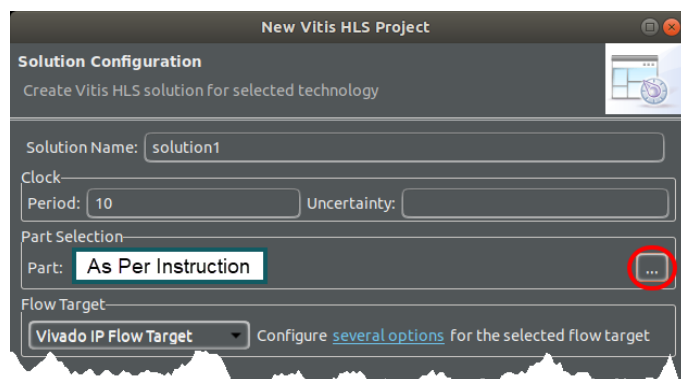 New Vitis HLS Project
Solution Configuration
Create Vitis HLS solution for selected technology
Solution Name: solution1
Clock
Period: 10 Uncertainty:
Part Selection
Part: As Per Instruction ...
Flow Target
Vivado IP Flow Target Configure several options for the selected flow target